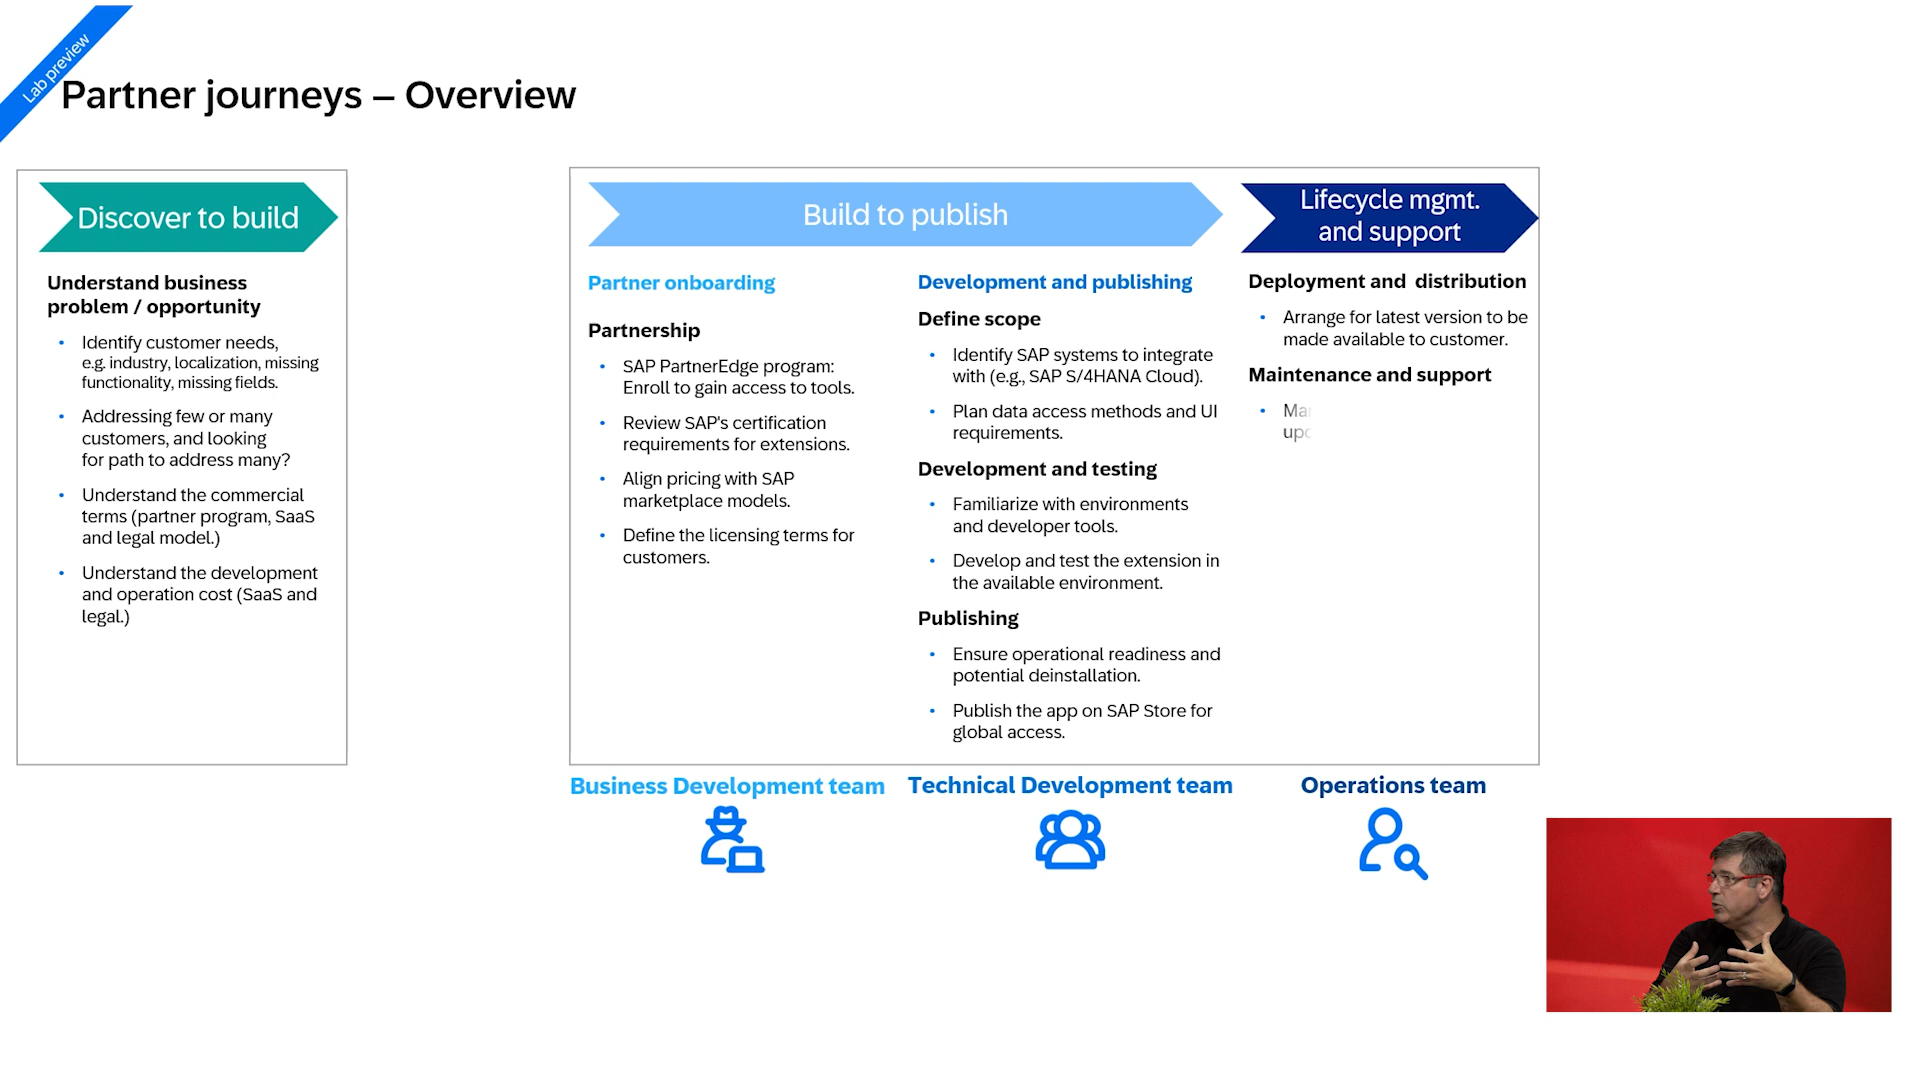 Lab preview
Partner journeys – Overview
Discover to build
Understand business
problem / opportunity
• Identify customer needs,
e.g. industry, localization, missing
functionality, missing fields.
• Addressing few or many
customers, and looking
for path to address many?
• Understand the commercial
terms (partner program, SaaS
and legal model.)
• Understand the development
and operation cost (SaaS and
legal.)
Build to publish
Partner onboarding
Partnership
• SAP PartnerEdge program:
Enroll to gain access to tools.
• Review SAP's certification
requirements for extensions.
• Align pricing with SAP
marketplace models.
• Define the licensing terms for
customers.
Development and publishing
Define scope
• Identify SAP systems to integrate
with (e.g., SAP S/4HANA Cloud).
• Plan data access methods and UI
requirements.
Development and testing
• Familiarize with environments
and developer tools.
• Develop and test the extension in
the available environment.
Publishing
• Ensure operational readiness and
potential deinstallation.
• Publish the app on SAP Store for
global access.
Lifecycle mgmt.
and support
Deployment and distribution
• Arrange for latest version to be
made available to customer.
Maintenance and support
Business Development team
Technical Development team
Operations team